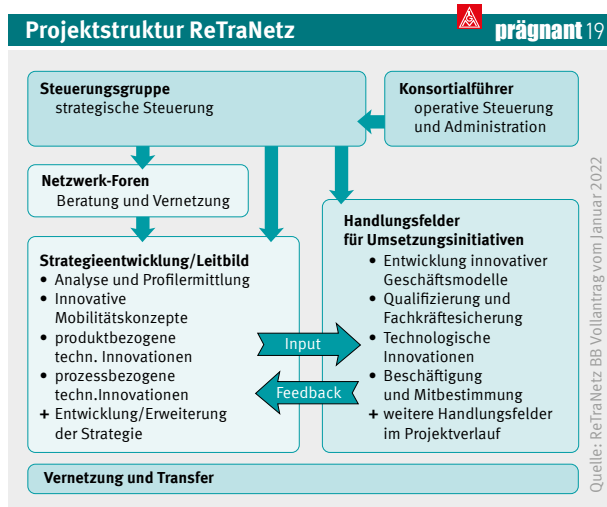 Projektstruktur ReTraNetz
prägnant 19
Steuerungsgruppe
strategische Steuerung
Konsortialführer
operative Steuerung
und Administration
Netzwerk-Foren
Beratung und Vernetzung
Strategieentwicklung/Leitbild
• Analyse und Profilermittlung
• Innovative
Mobilitätskonzepte
• produktbezogene
techn. Innovationen
• prozessbezogene
techn.Innovationen
+ Entwicklung/Erweiterung
der Strategie
Input
Feedback
Handlungsfelder
für Umsetzungsinitiativen
• Entwicklung innovativer
Geschäftsmodelle
• Qualifizierung und
Fachkräftesicherung
• Technologische
Innovationen
• Beschäftigung
und Mitbestimmung
+ weitere Handlungsfelder
im Projektverlauf
Vernetzung und Transfer
Quelle: ReTraNetz BB Vollantrag vom Januar 2022